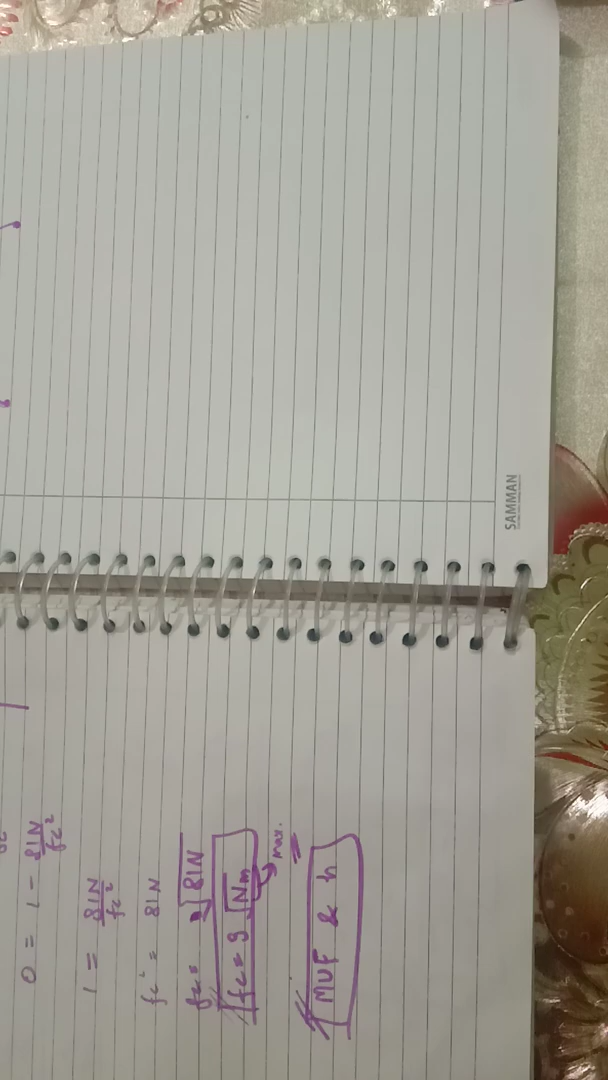 0 = 1 - 81N/fc²
1 = 81N/fc²
fc² = 81N
fc = √81N
fc = 9 √Nm
max.
MUF & h
SAMMAN